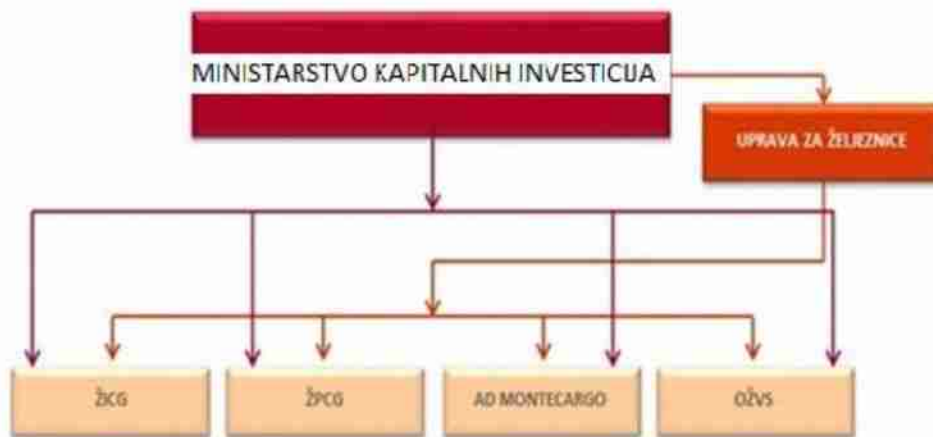 MINISTARSTVO KAPITALNIH INVESTICIJA
UPRAVA ZA ŽELJEZNICE
ŽICG
ŽPCG
AD MONTECARGO
OŽVS